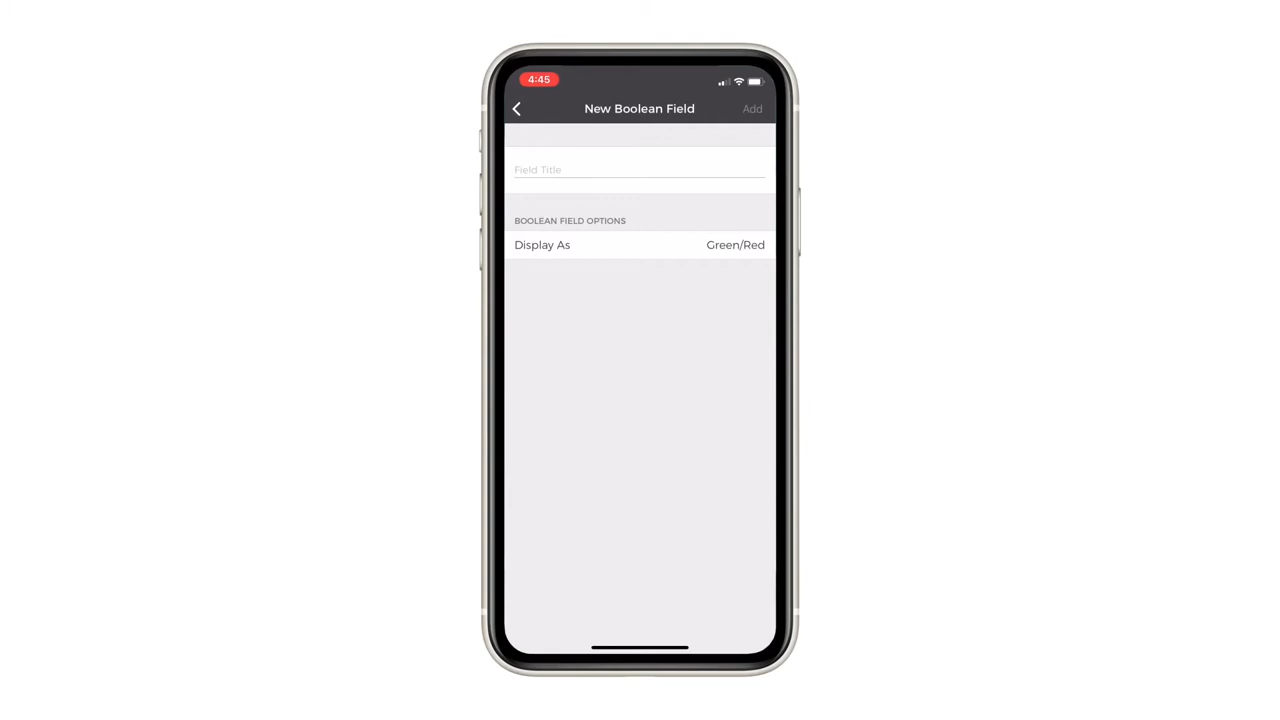 4:45
New Boolean Field
Add
Field Title
BOOLEAN FIELD OPTIONS
Display As
Green/Red